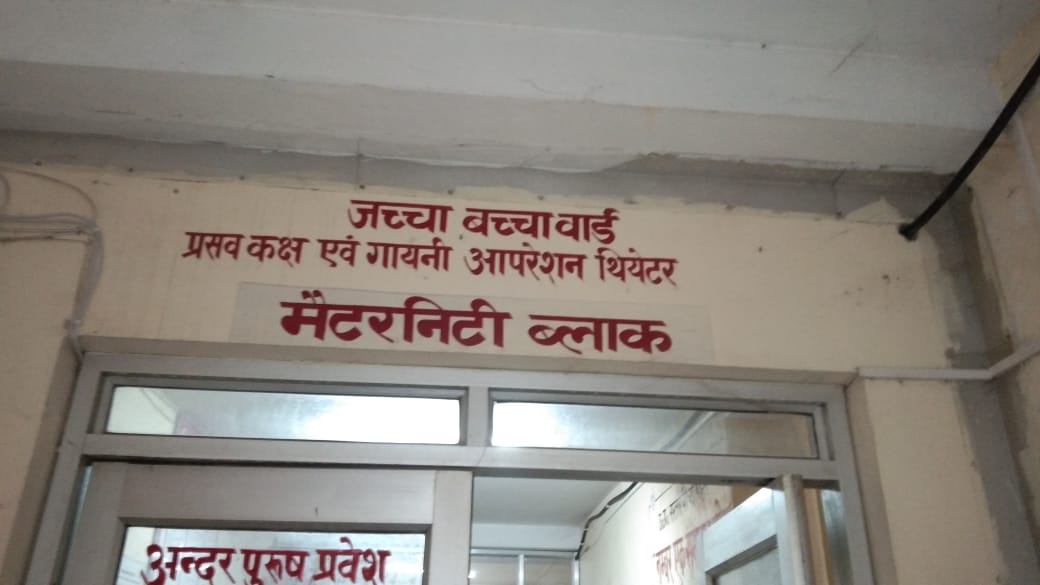 जच्चा बच्चा वार्ड
प्रसव कक्ष एवं गायनी आपरेशन थियेटर
मैटरनिटी ब्लाक
अन्दर पुरुष प्रवेश